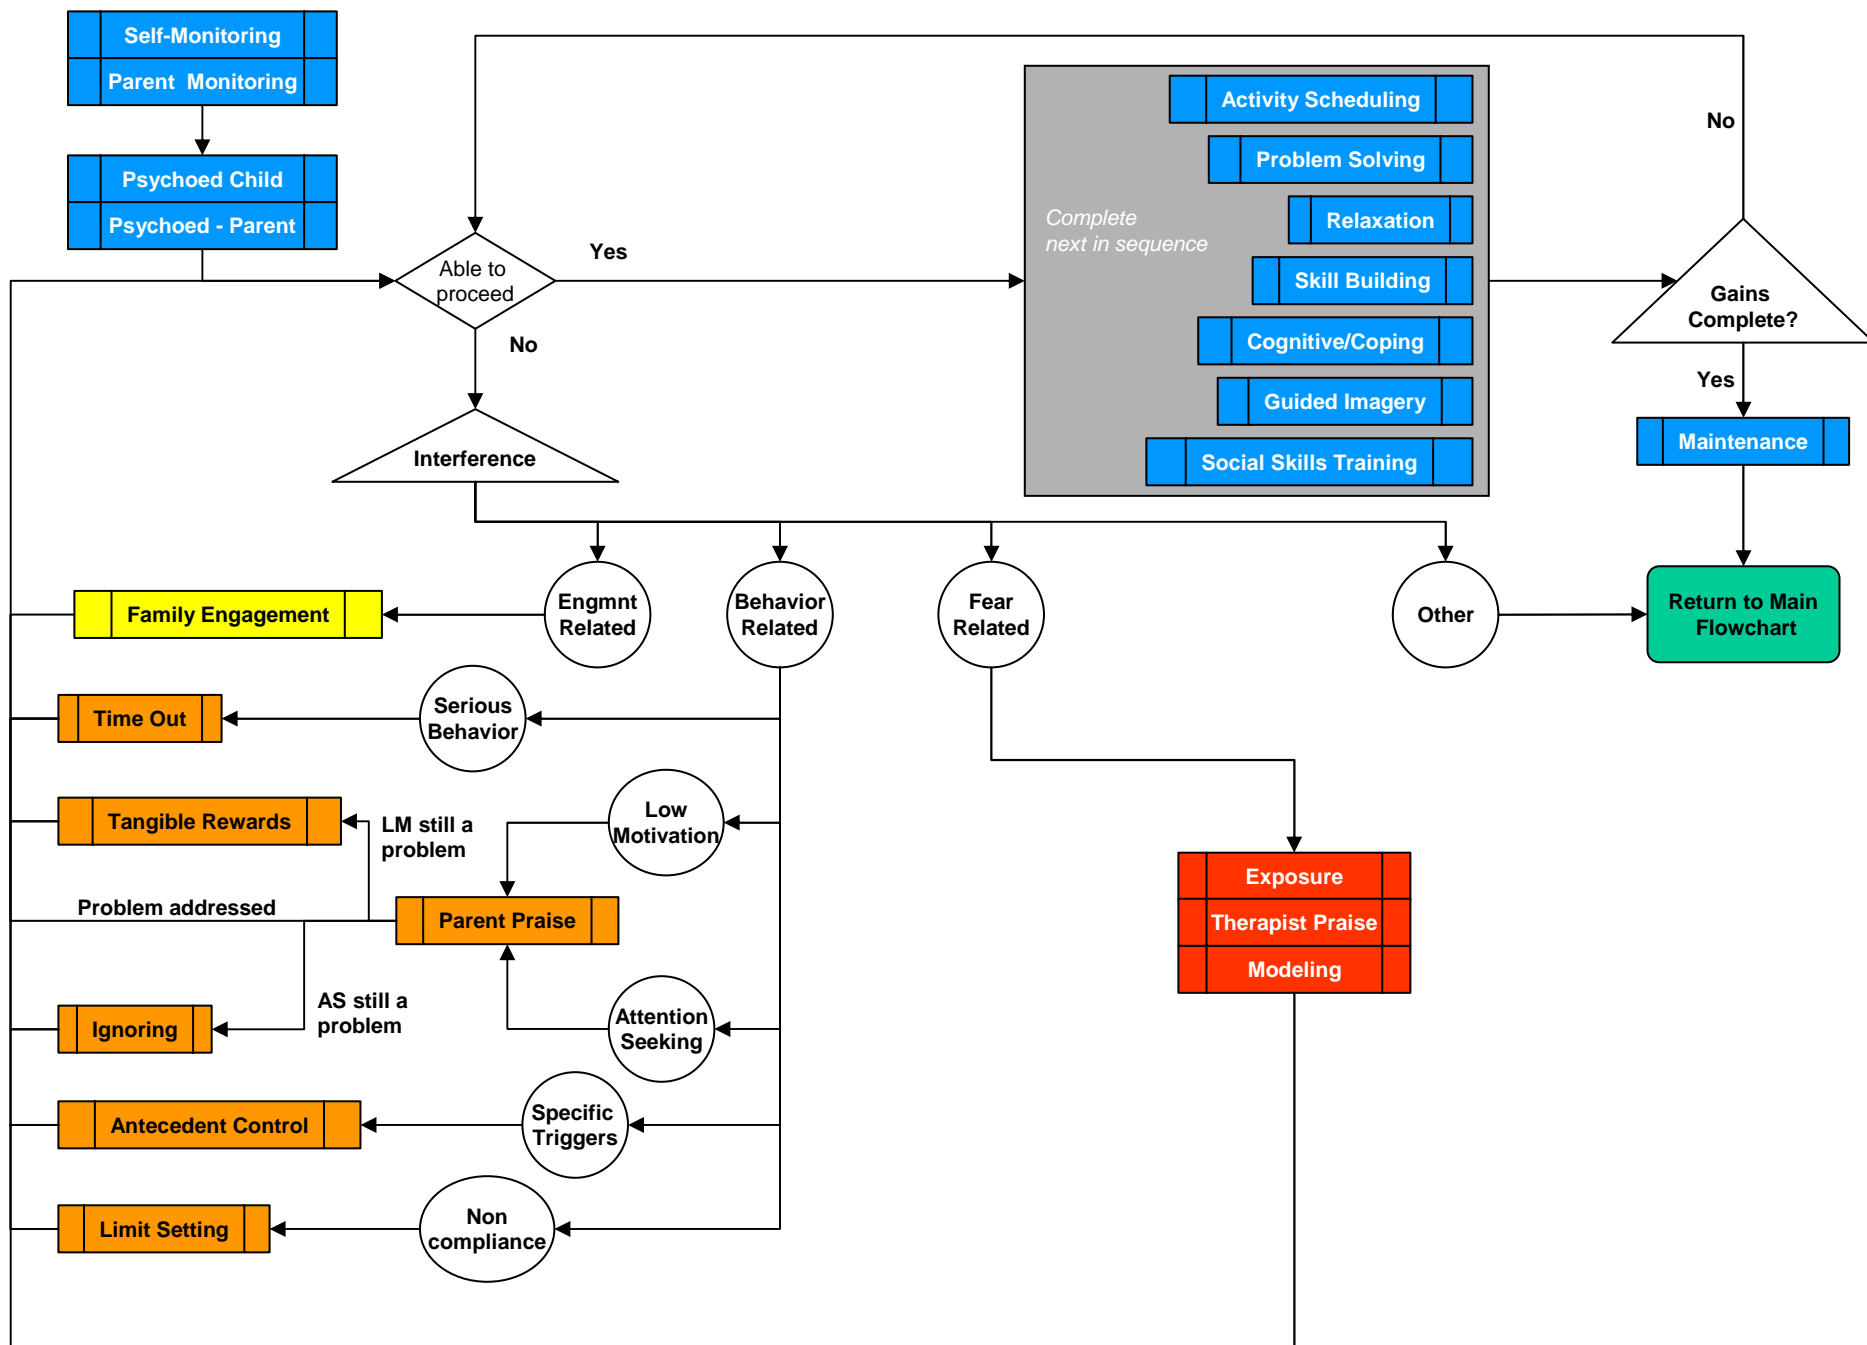 Self-Monitoring
Parent  Monitoring
Psychoed Child
Psychoed - Parent
Able to
proceed
Yes
No
Complete
next in sequence
Activity Scheduling
Problem Solving
Relaxation
Skill Building
Cognitive/Coping
Guided Imagery
Social Skills Training
No
Gains
Complete?
Yes
Maintenance
Return to Main
Flowchart
Interference
Engmnt
Related
Behavior
Related
Fear
Related
Other
Family Engagement
Time Out
Serious
Behavior
Tangible Rewards
LM still a
problem
Low
Motivation
Problem addressed
Parent Praise
Ignoring
AS still a
problem
Attention
Seeking
Antecedent Control
Specific
Triggers
Limit Setting
Non
compliance
Exposure
Therapist Praise
Modeling